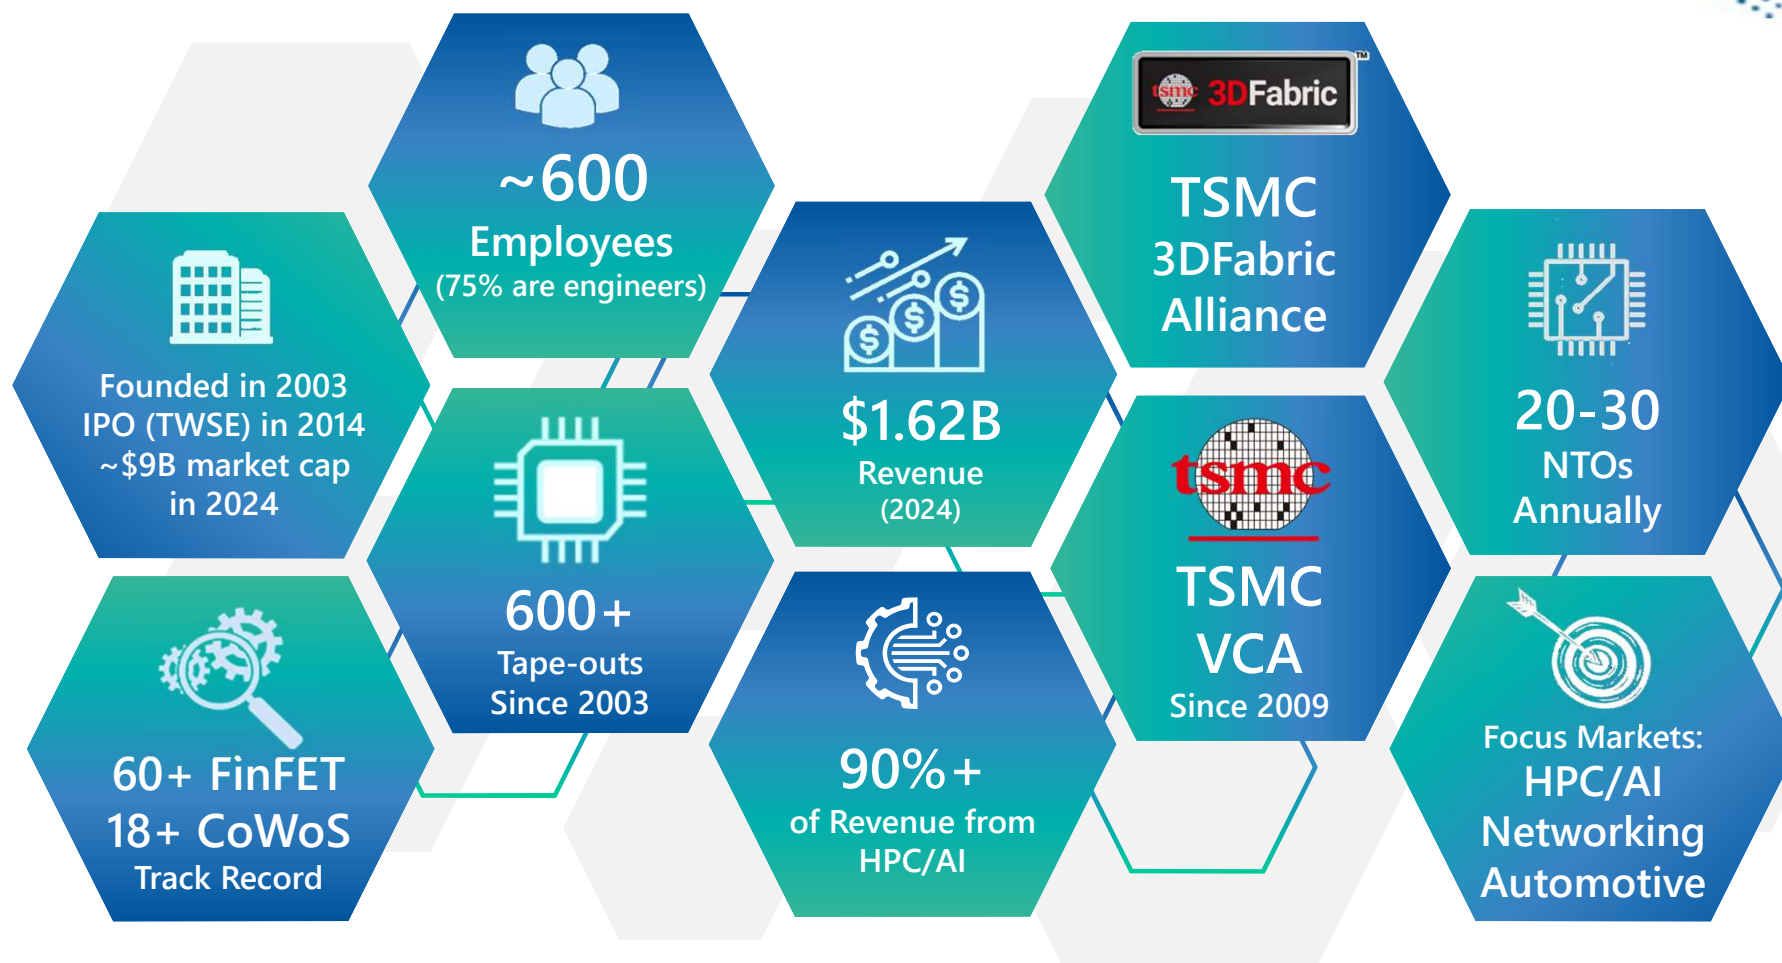 ~600
Employees
(75% are engineers)
Founded in 2003
IPO (TWSE) in 2014
~$9B market cap
in 2024
600+
Tape-outs
Since 2003
60+ FinFET
18+ CoWoS
Track Record
$1.62B
Revenue
(2024)
90%+
of Revenue from
HPC/AI
tsmc 3DFabric TM
TSMC
3DFabric
Alliance
tsmc
TSMC
VCA
Since 2009
20-30
NTOs
Annually
Focus Markets:
HPC/AI
Networking
Automotive